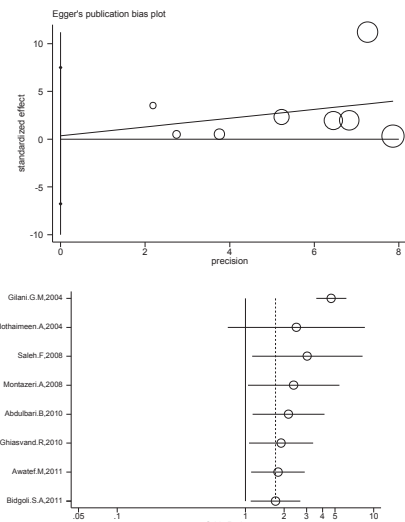 Egger's publication bias plot
standardized effect
10
5
0
-5
-10
0
2
4
6
8
precision
Gilani.G.M,2004
lothaimeen.A,2004
Saleh.F,2008
Montazeri.A,2008
Abdulbari.B,2010
Ghiasvand.R,2010
Awatef.M,2011
Bidgoli.S.A,2011
.05
.1
1
2
3
4
5
10